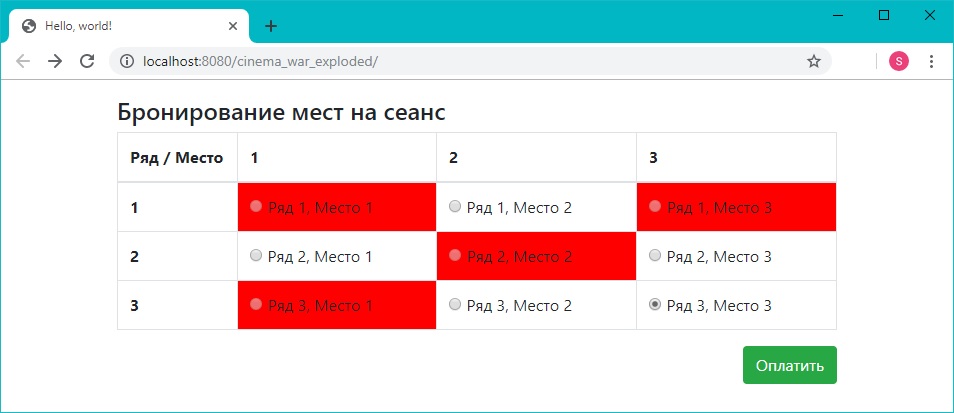 Hello, world!
localhost:8080/cinema_war_exploded/
S
Бронирование мест на сеанс
Ряд / Место 1 2 3
1 Ряд 1, Место 1 Ряд 1, Место 2 Ряд 1, Место 3
2 Ряд 2, Место 1 Ряд 2, Место 2 Ряд 2, Место 3
3 Ряд 3, Место 1 Ряд 3, Место 2 Ряд 3, Место 3
Оплатить